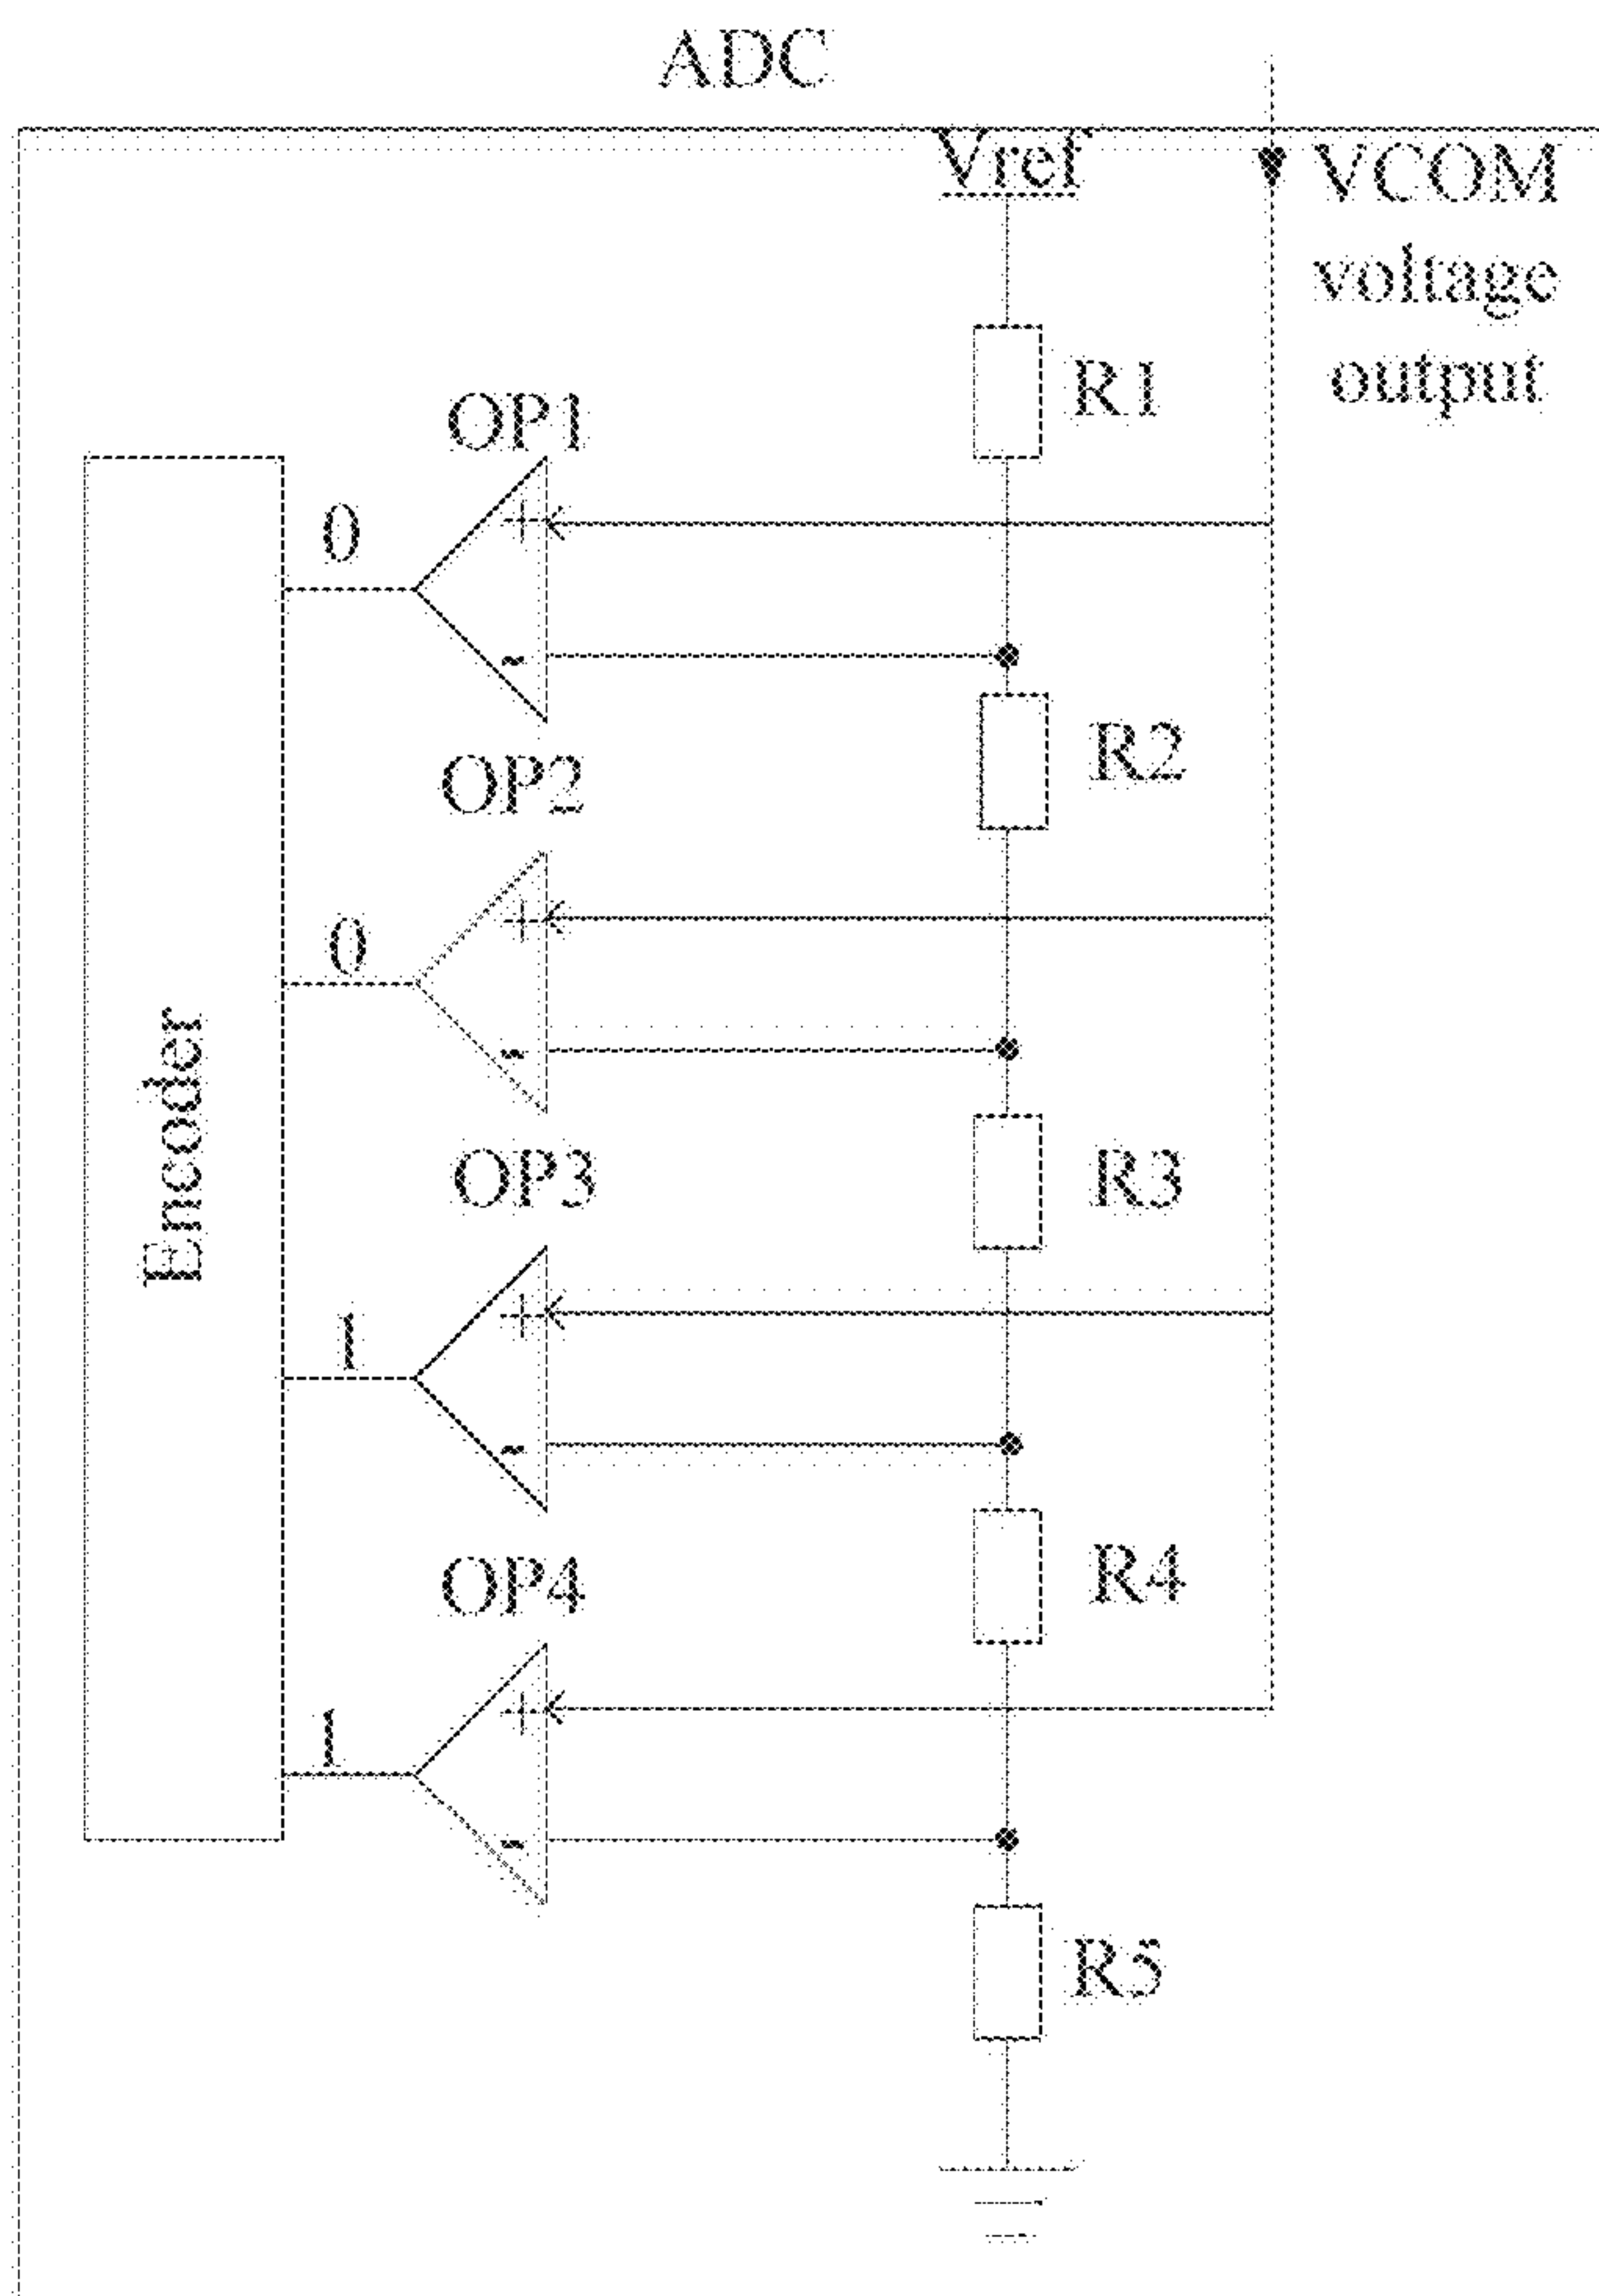 ADC
Vref
VCOM
voltage
output
R1
OP1
+
0
-
R2
OP2
+
0
-
Encoder
OP3
R3
+
1
-
OP4
R4
+
1
-
R5